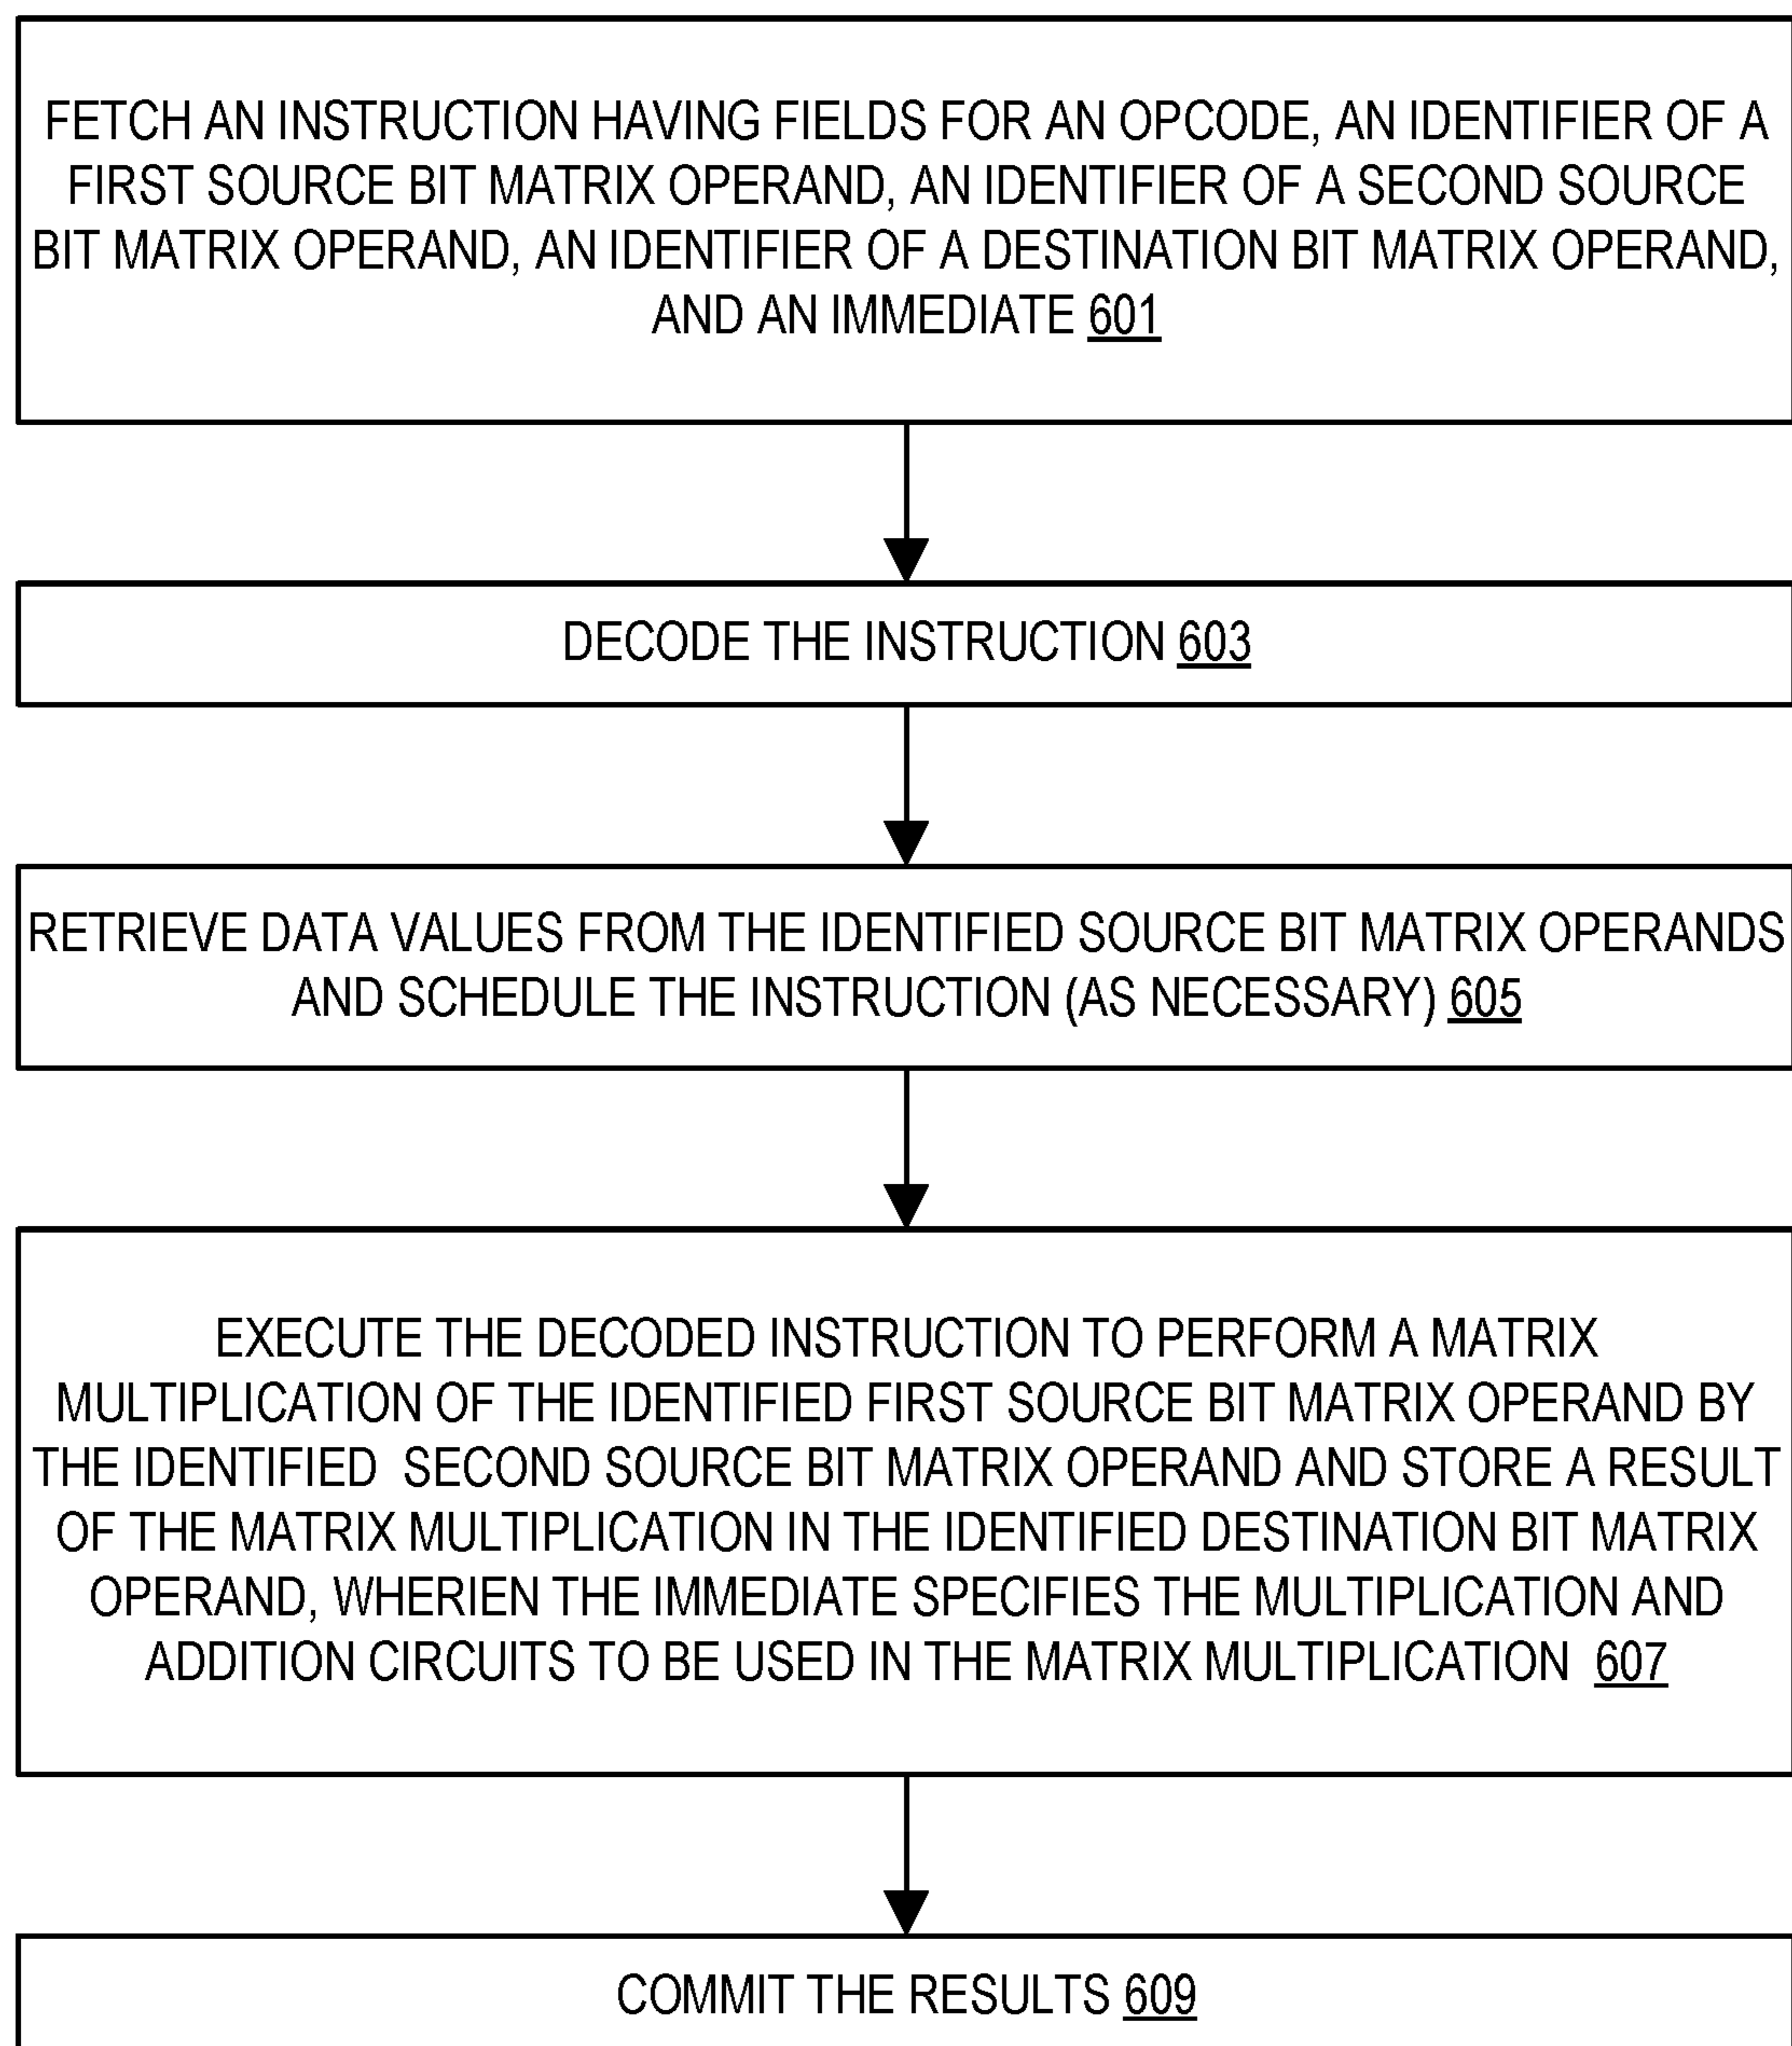 FETCH AN INSTRUCTION HAVING FIELDS FOR AN OPCODE, AN IDENTIFIER OF A
FIRST SOURCE BIT MATRIX OPERAND, AN IDENTIFIER OF A SECOND SOURCE
BIT MATRIX OPERAND, AN IDENTIFIER OF A DESTINATION BIT MATRIX OPERAND,
AND AN IMMEDIATE 601
DECODE THE INSTRUCTION 603
RETRIEVE DATA VALUES FROM THE IDENTIFIED SOURCE BIT MATRIX OPERANDS
AND SCHEDULE THE INSTRUCTION (AS NECESSARY) 605
EXECUTE THE DECODED INSTRUCTION TO PERFORM A MATRIX
MULTIPLICATION OF THE IDENTIFIED FIRST SOURCE BIT MATRIX OPERAND BY
THE IDENTIFIED SECOND SOURCE BIT MATRIX OPERAND AND STORE A RESULT
OF THE MATRIX MULTIPLICATION IN THE IDENTIFIED DESTINATION BIT MATRIX
OPERAND, WHERIEN THE IMMEDIATE SPECIFIES THE MULTIPLICATION AND
ADDITION CIRCUITS TO BE USED IN THE MATRIX MULTIPLICATION 607
COMMIT THE RESULTS 609